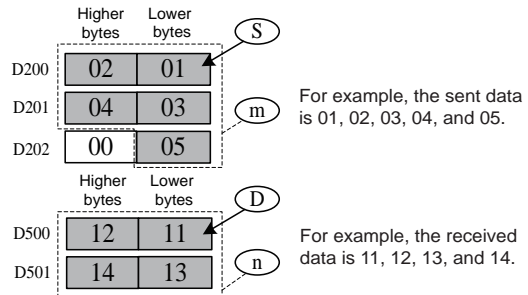 Higher bytes Lower bytes
S
D200 02 01
D201 04 03
m
D202 00 05
For example, the sent data
is 01, 02, 03, 04, and 05.
Higher bytes Lower bytes
D
D500 12 11
D501 14 13
n
For example, the received
data is 11, 12, 13, and 14.